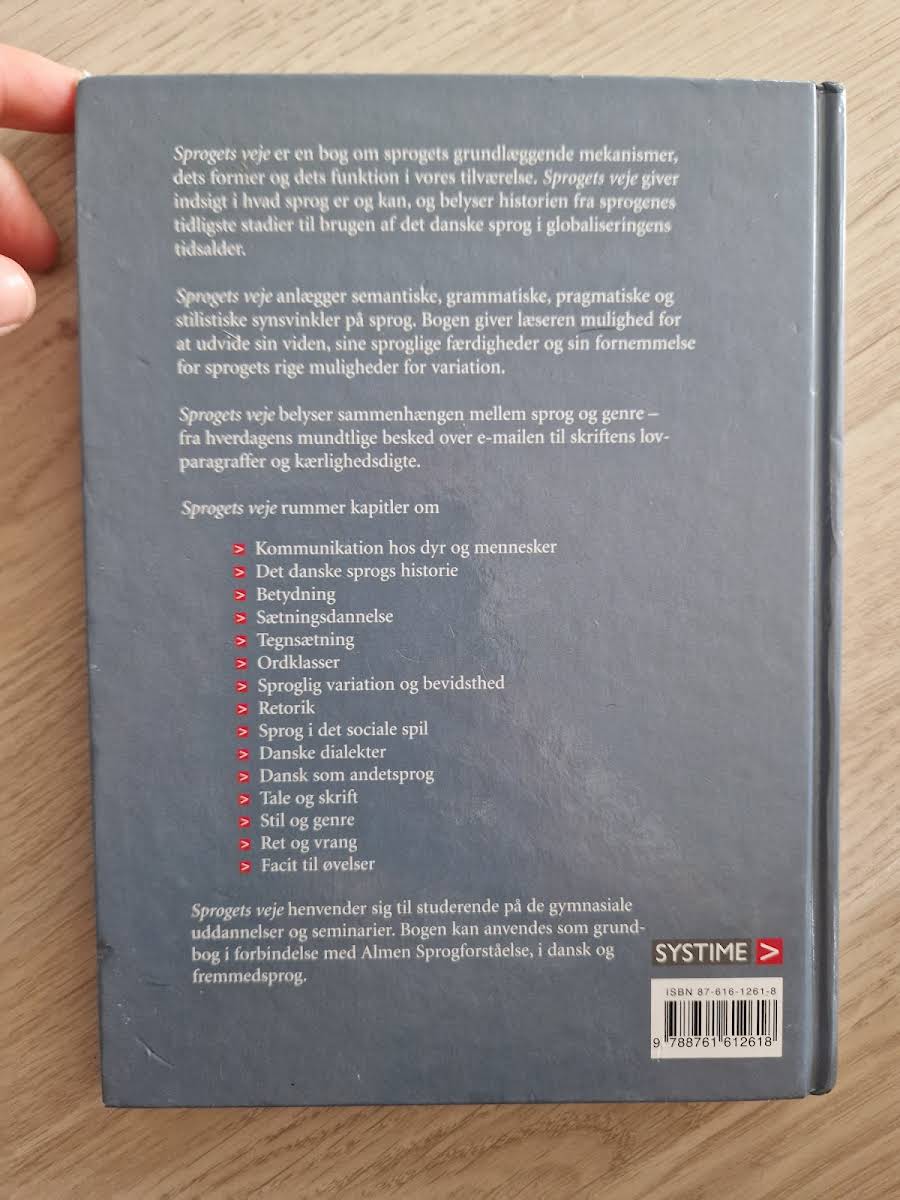 Sprogets veje er en bog om sprogets grundlæggende mekanismer,
dets former og dets funktion i vores tilværelse. Sprogets veje giver
indsigt i hvad sprog er og kan, og belyser historien fra sprogenes
tidligste stadier til brugen af det danske sprog i globaliseringens
tidsalder.
Sprogets veje anlægger semantiske, grammatiske, pragmatiske og
stilistiske synsvinkler på sprog. Bogen giver læseren mulighed for
at udvide sin viden, sine sproglige færdigheder og sin fornemmelse
for sprogets rige muligheder for variation.
Sprogets veje belyser sammenhængen mellem sprog og genre –
fra hverdagens mundtlige besked over e-mailen til skriftens lov-
paragraffer og kærlighedsdigte.
Sprogets veje rummer kapitler om
> Kommunikation hos dyr og mennesker
> Det danske sprogs historie
> Betydning
> Sætningsdannelse
> Tegnsætning
> Ordklasser
> Sproglig variation og bevidsthed
> Retorik
> Sprog i det sociale spil
> Danske dialekter
> Dansk som andetsprog
> Tale og skrift
> Stil og genre
> Ret og vrang
> Facit til øvelser
Sprogets veje henvender sig til studerende på de gymnasiale
uddannelser og seminarier. Bogen kan anvendes som grund-
bog i forbindelse med Almen Sprogforståelse, i dansk og
fremmedsprog.
SYSTIME >
ISBN 87-616-1261-8
9 788761 612618